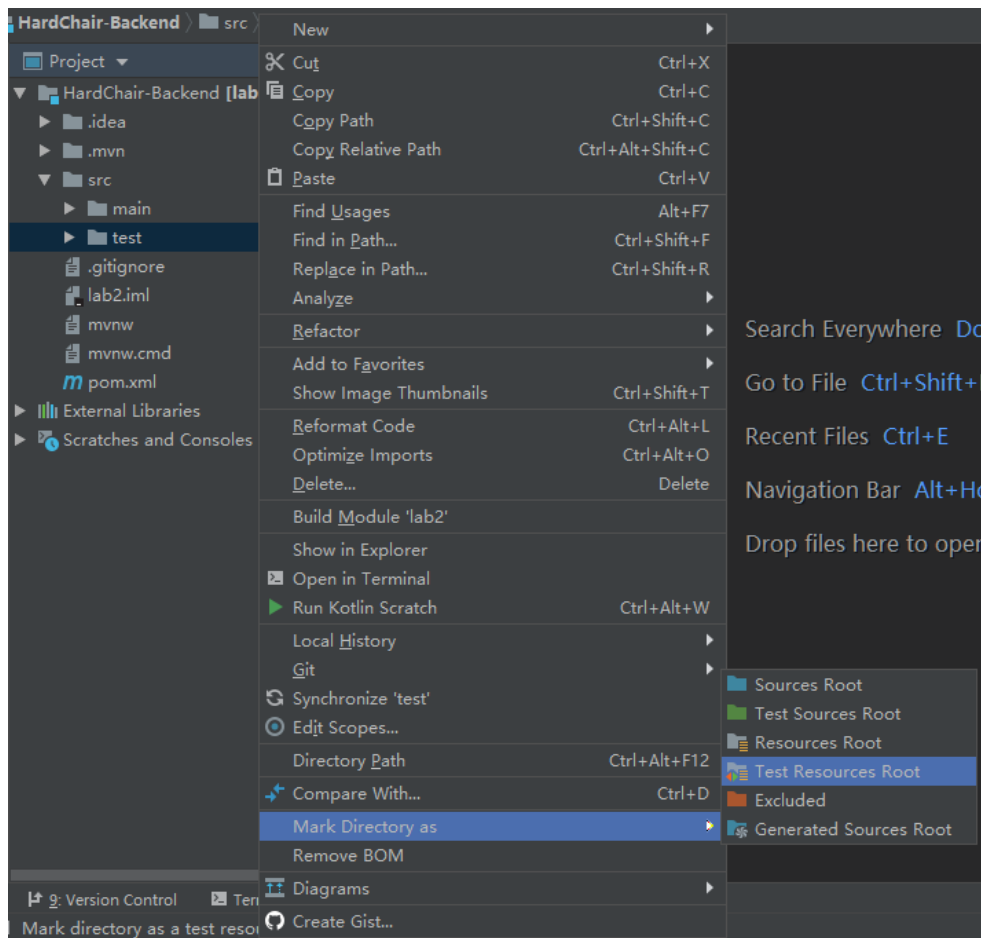 HardChair-Backend
src
Project
HardChair-Backend [lab
.idea
.mvn
src
main
test
.gitignore
lab2.iml
mvnw
mvnw.cmd
pom.xml
External Libraries
Scratches and Consoles
9: Version Control
Mark directory as a test
New
Cut Ctrl+X
Copy Ctrl+C
Copy Path Ctrl+Shift+C
Copy Relative Path Ctrl+Alt+Shift+C
Paste Ctrl+V
Find Usages Alt+F7
Find in Path... Ctrl+Shift+F
Replace in Path... Ctrl+Shift+R
Analyze
Refactor
Add to Favorites
Show Image Thumbnails Ctrl+Shift+T
Reformat Code Ctrl+Alt+L
Optimize Imports Ctrl+Alt+O
Delete... Delete
Build Module 'lab2'
Show in Explorer
Open in Terminal
Run Kotlin Scratch Ctrl+Alt+W
Local History
Git
Synchronize 'test'
Edit Scopes...
Directory Path Ctrl+Alt+F12
Compare With... Ctrl+D
Mark Directory as
Remove BOM
Diagrams
Create Gist...
Sources Root
Test Sources Root
Resources Root
Test Resources Root
Excluded
Generated Sources Root
Search Everywhere
Go to File Ctrl+Shift+
Recent Files Ctrl+E
Navigation Bar
Drop files here to